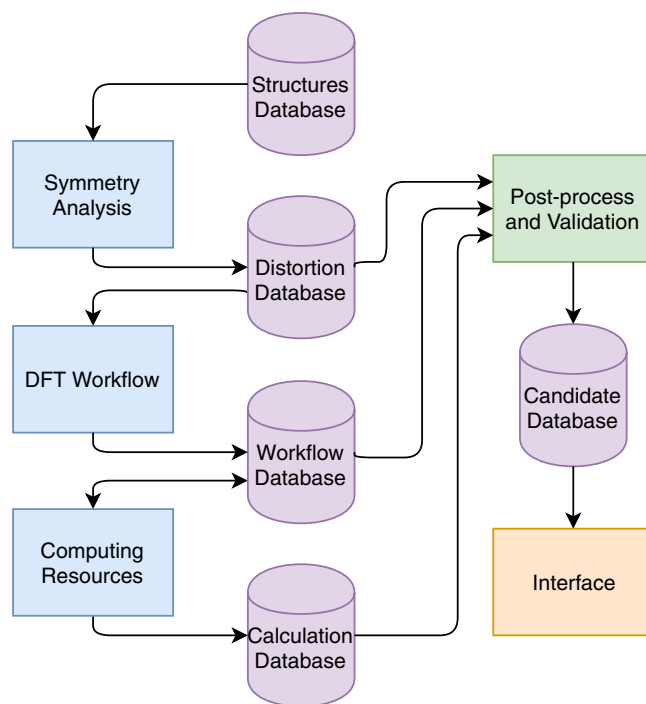 Structures
Database
Symmetry
Analysis
Distortion
Database
DFT Workflow
Workflow
Database
Computing
Resources
Calculation
Database
Post-process
and Validation
Candidate
Database
Interface